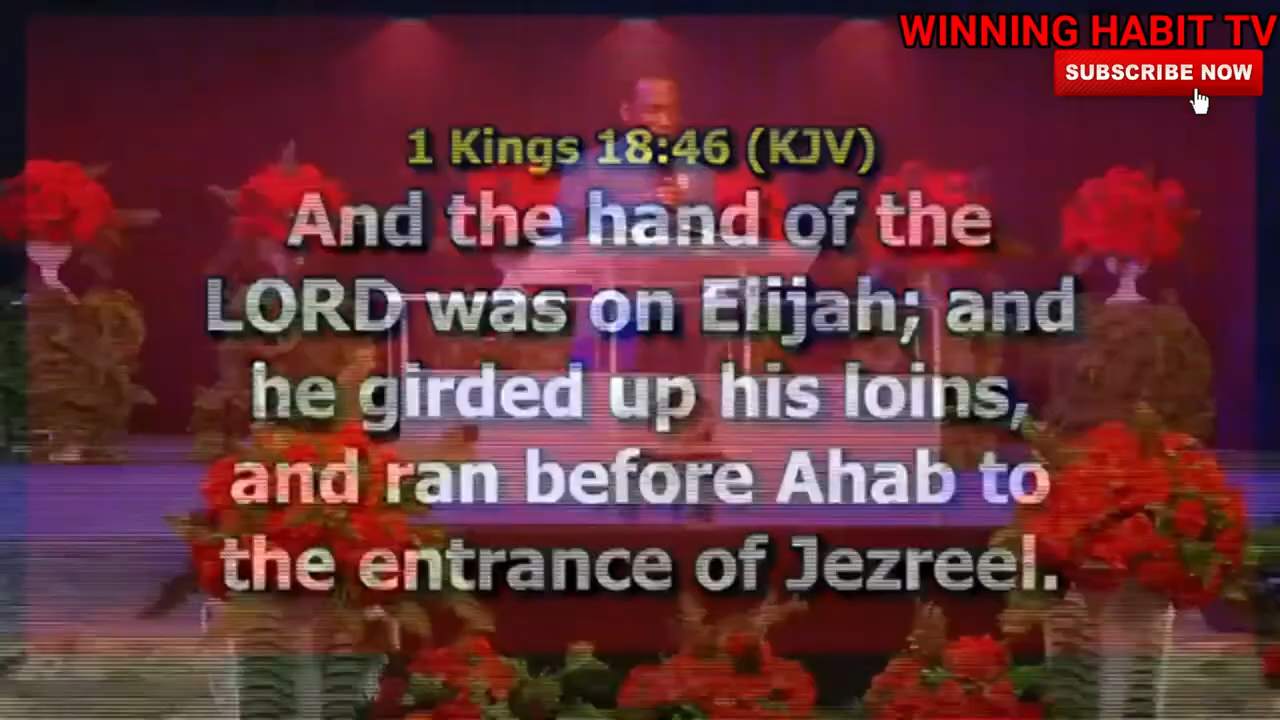 WINNING HABIT TV
SUBSCRIBE NOW
1 Kings 18:46 (KJV)
And the hand of the
LORD was on Elijah; and
he girded up his loins,
and ran before Ahab to
the entrance of Jezreel.